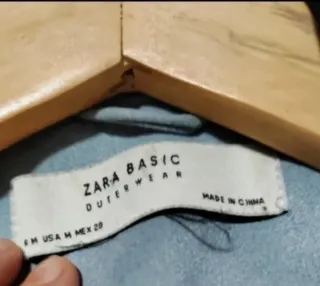 ZARA BASIC
OUTERWEAR
MADE IN CHINA
M USA M MEX 28